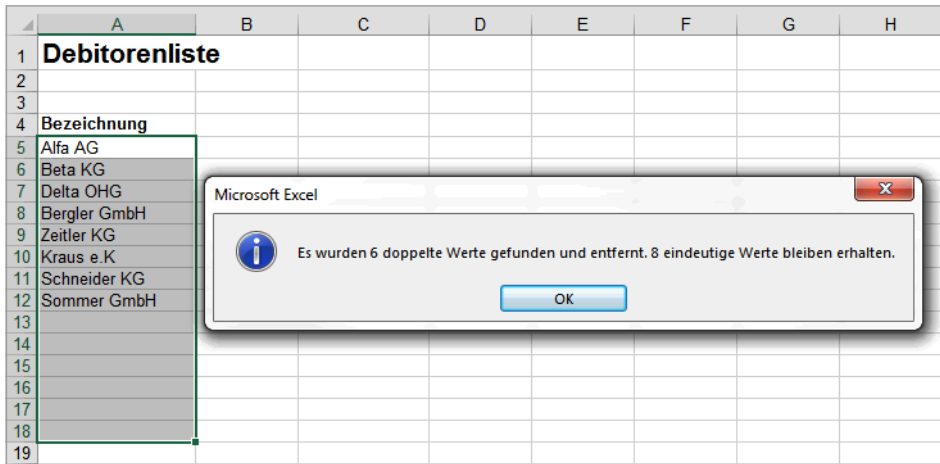 A B C D E F G H
1 Debitorenliste
2
3
4 Bezeichnung
5 Alfa AG
6 Beta KG
7 Delta OHG
8 Bergler GmbH
9 Zeitler KG
10 Kraus e.K
11 Schneider KG
12 Sommer GmbH
13
14
15
16
17
18
19
Microsoft Excel
Es wurden 6 doppelte Werte gefunden und entfernt. 8 eindeutige Werte bleiben erhalten.
OK